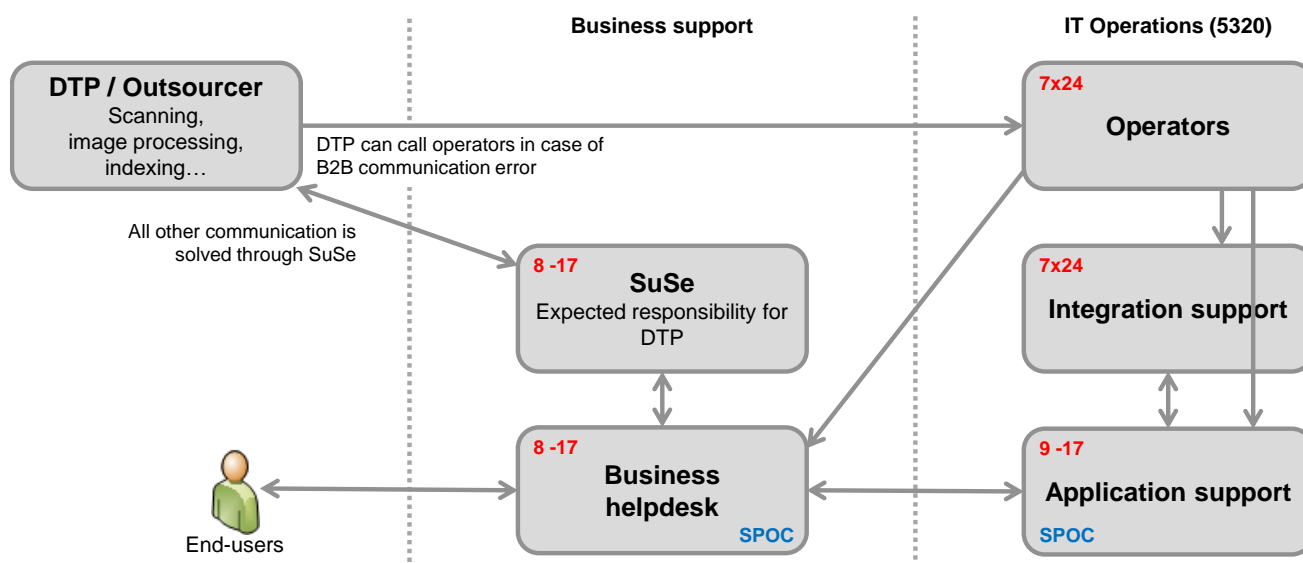 Business support
IT Operations (5320)
DTP / Outsourcer
Scanning,
image processing,
indexing…
DTP can call operators in case of
B2B communication error
7x24
Operators
All other communication is
solved through SuSe
8 -17
SuSe
Expected responsibility for
DTP
7x24
Integration support
8 -17
Business
helpdesk
SPOC
9 -17
Application support
SPOC
End-users